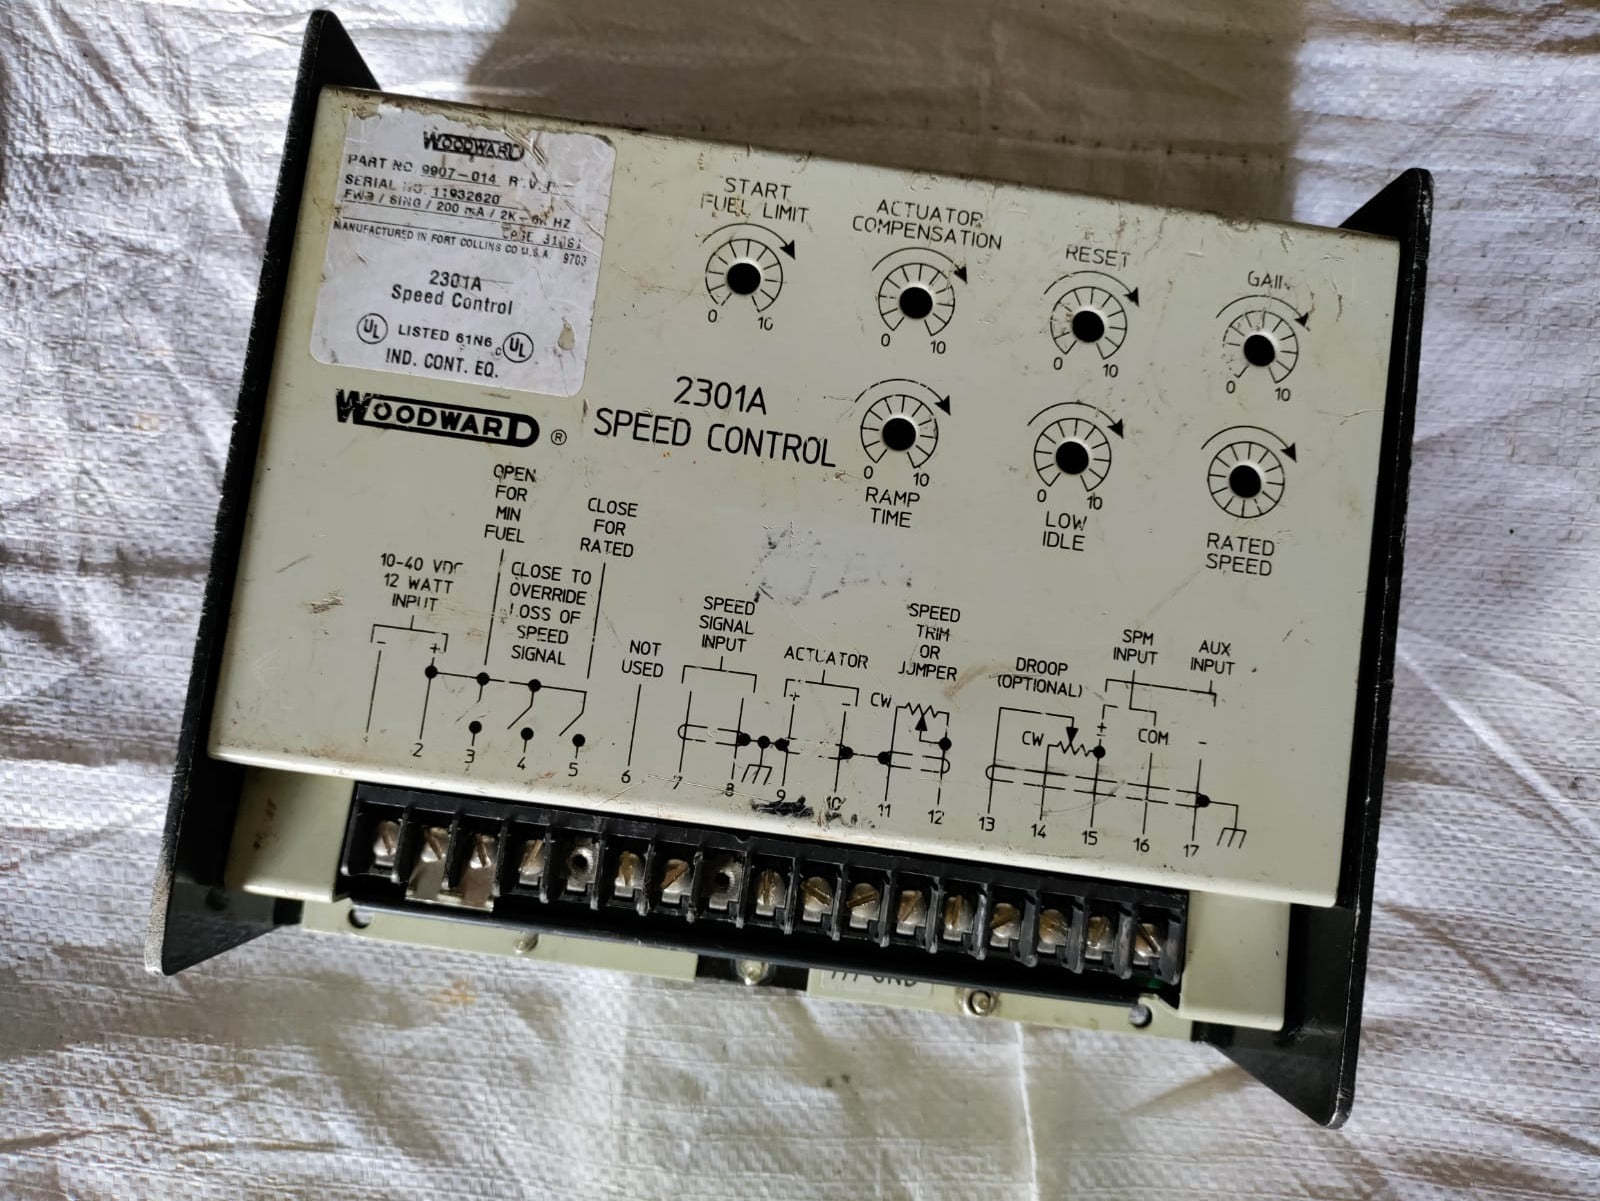 WOODWARD
PART NO 9907-014
SERIAL NO. 11932620
FWD / SING / 200 mA / 2K - 6K HZ
MANUFACTURED IN FORT COLLINS CO U.S.A. 9703
2301A
Speed Control
UL LISTED 61N6 c UL
IND. CONT. EQ.
WOODWARD ®
2301A
SPEED CONTROL
START
FUEL LIMIT
0 10
ACTUATOR
COMPENSATION
0 10
RESET
0 10
GAIN
0 10
0 10
RAMP
TIME
0 10
LOW
IDLE
RATED
SPEED
10-40 VDC
12 WATT
INPUT
- +
OPEN
FOR
MIN
FUEL
CLOSE TO
OVERRIDE
LOSS OF
SPEED
SIGNAL
CLOSE
FOR
RATED
NOT
USED
SPEED
SIGNAL
INPUT
ACTUATOR
+ -
SPEED
TRIM
OR
JUMPER
CW
DROOP
(OPTIONAL)
CW
SPM
INPUT
±
COM
AUX
INPUT
-
1 2 3 4 5 6 7 8 9 10 11 12 13 14 15 16 17
GND